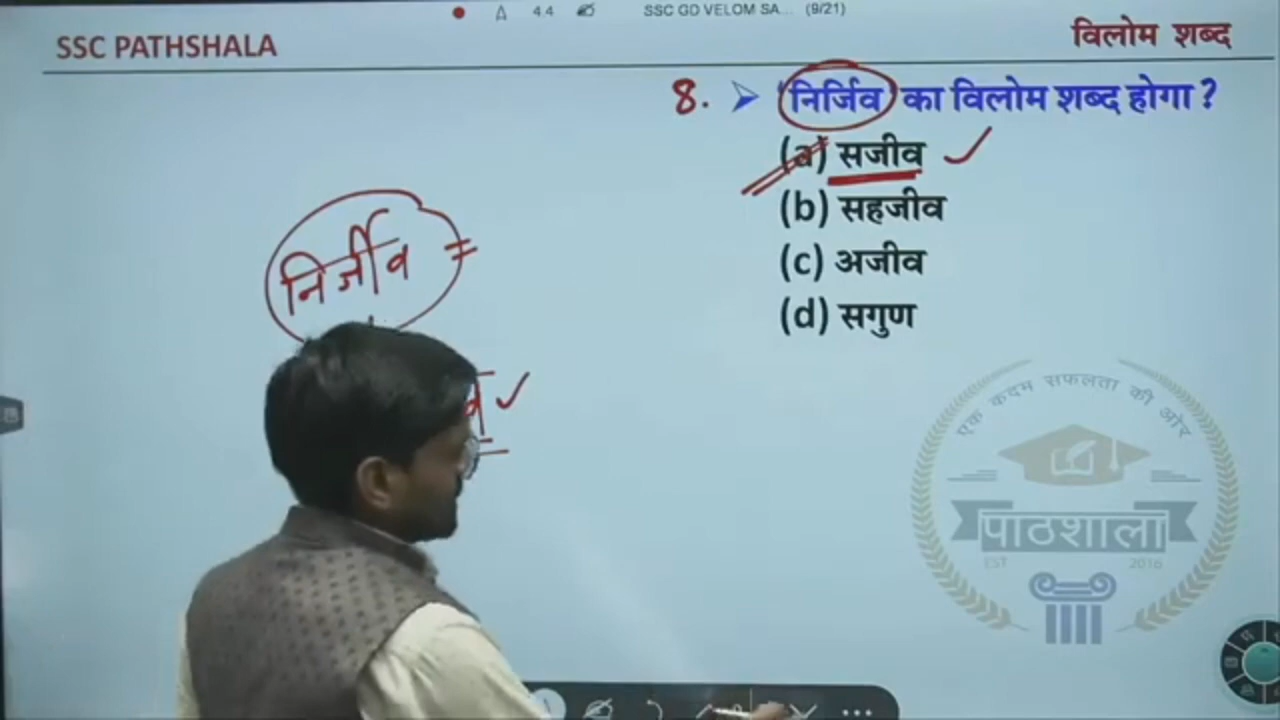 4.4 SSC GD VELOM SA... (9/21)
SSC PATHSHALA
विलोम शब्द
8. ➢ 'निर्जिव' का विलोम शब्द होगा ?
(a) सजीव
(b) सहजीव
(c) अजीव
(d) सगुण
निर्जीव =
एक कदम सफलता की ओर
पाठशाला
EST 2016